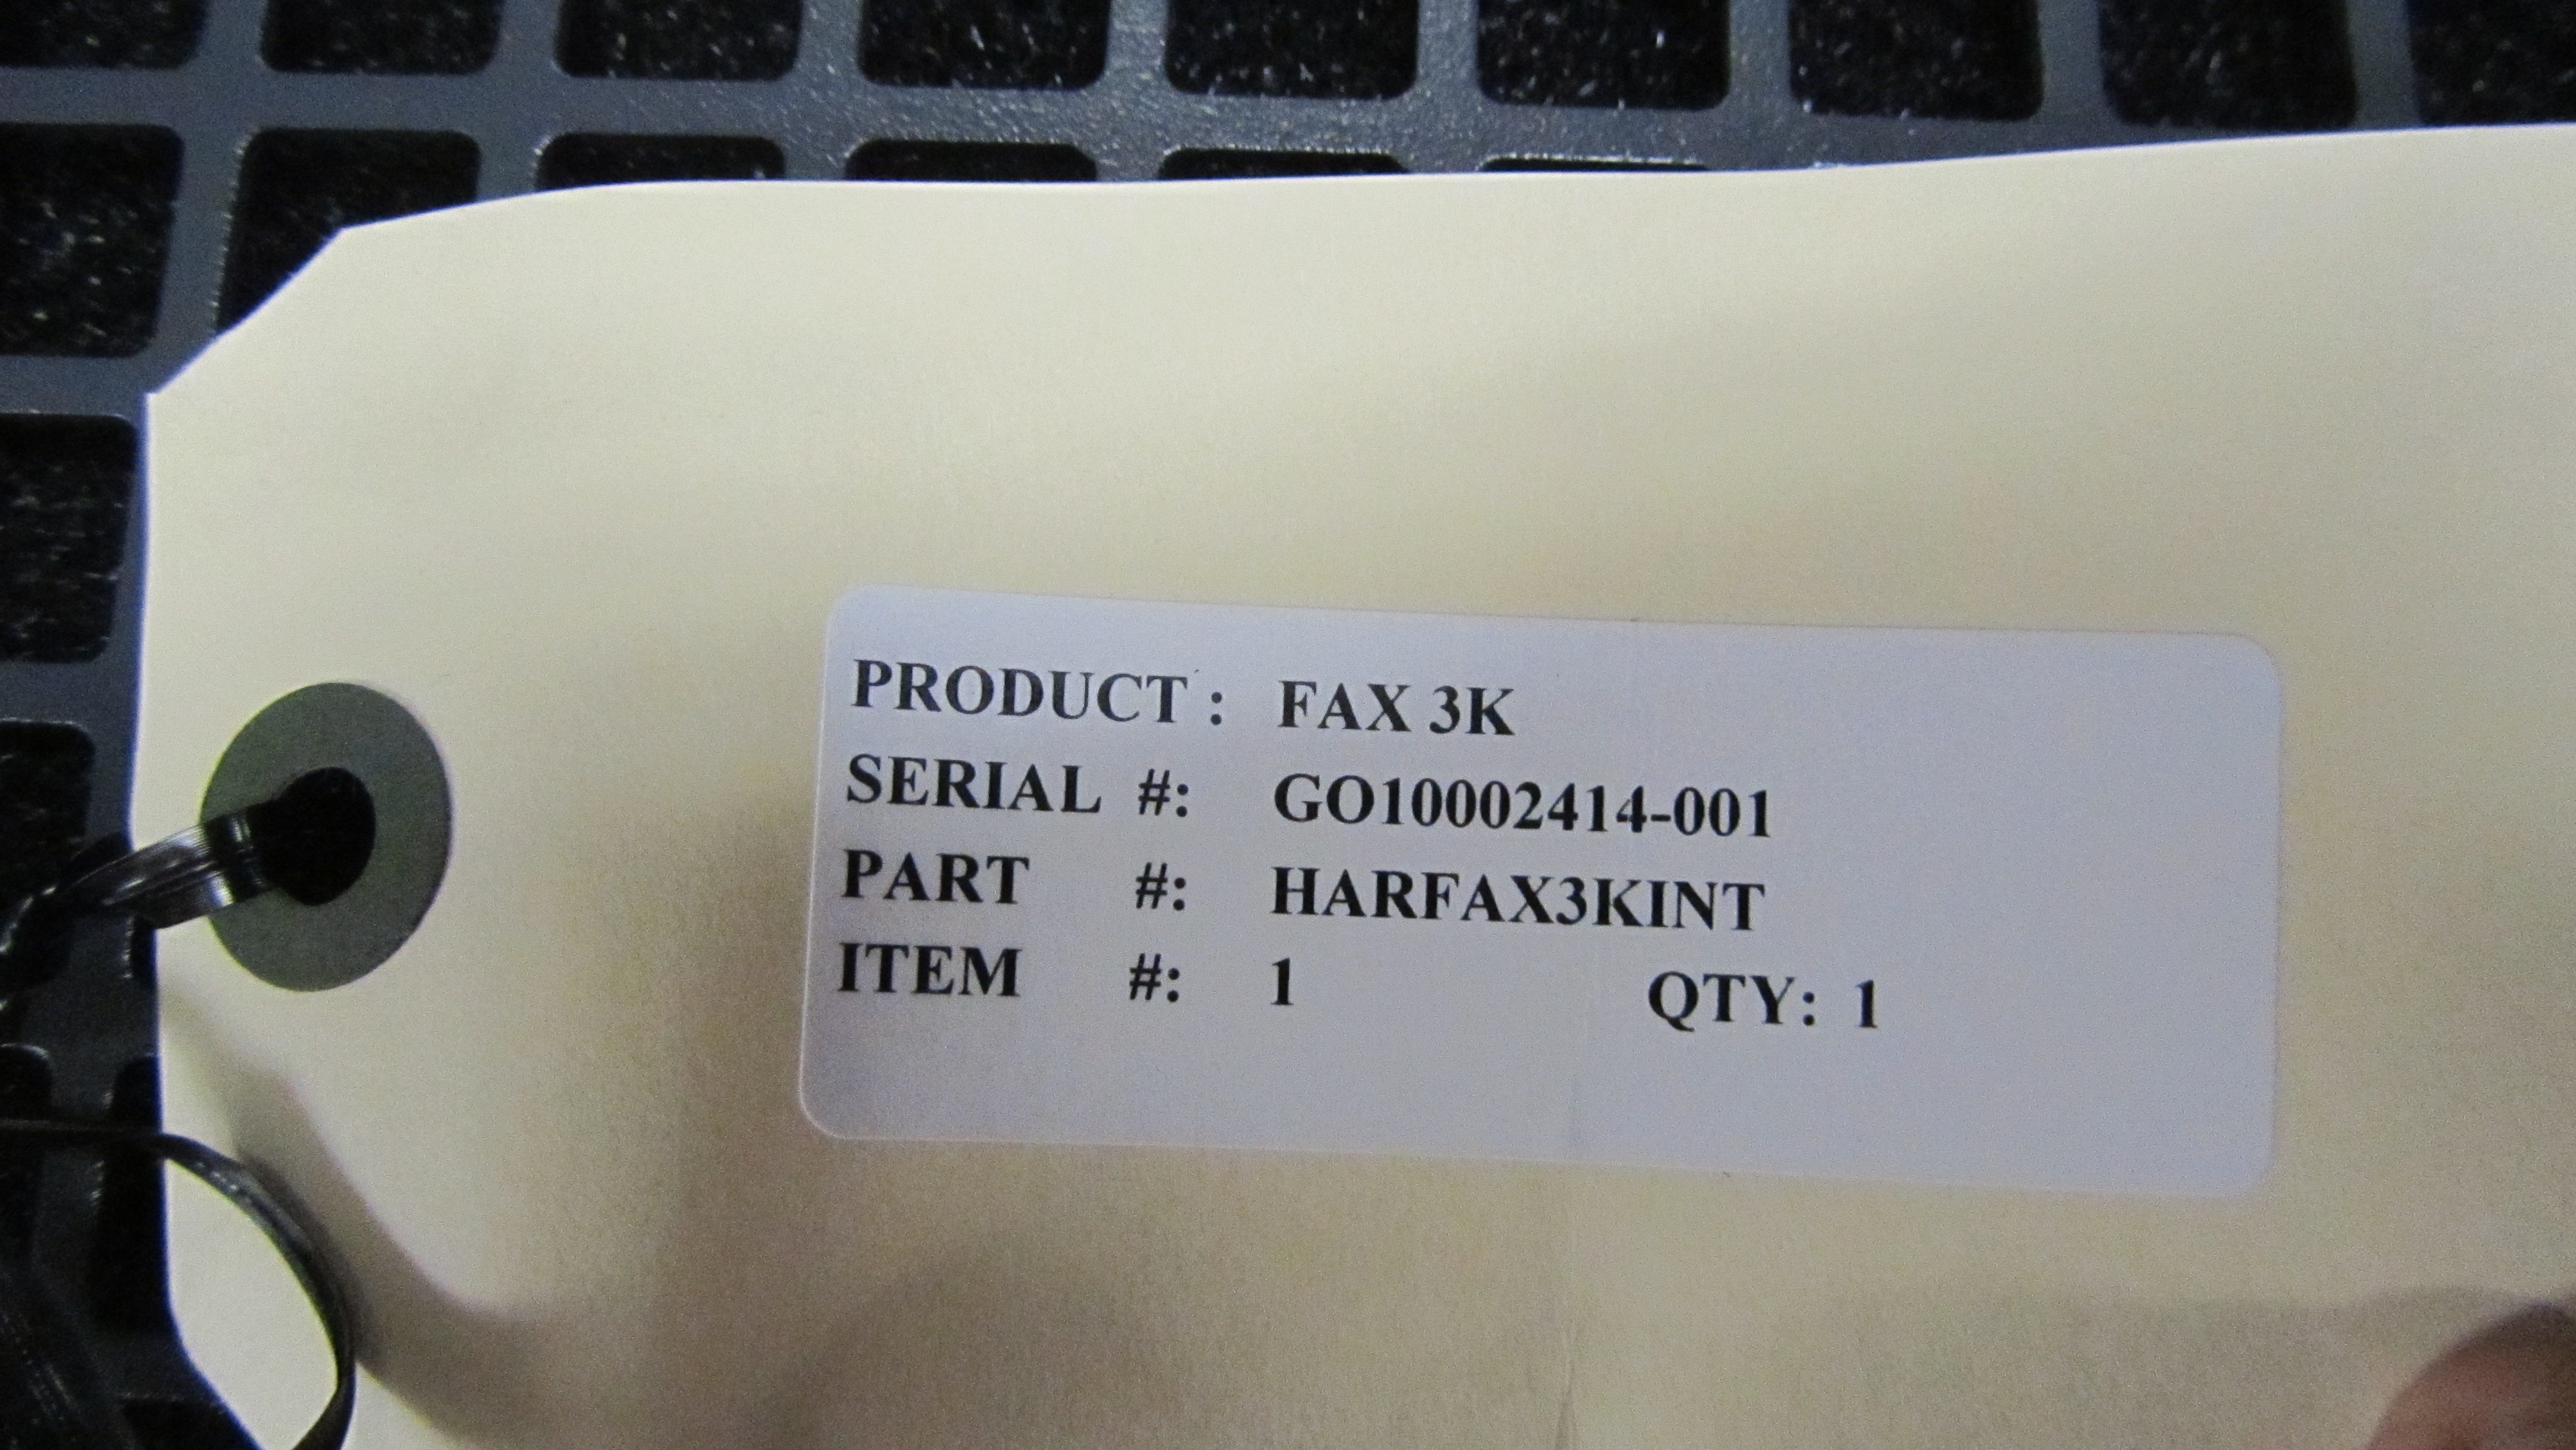 PRODUCT : FAX 3K
SERIAL #: GO10002414-001
PART #: HARFAX3KINT
ITEM #: 1 QTY: 1